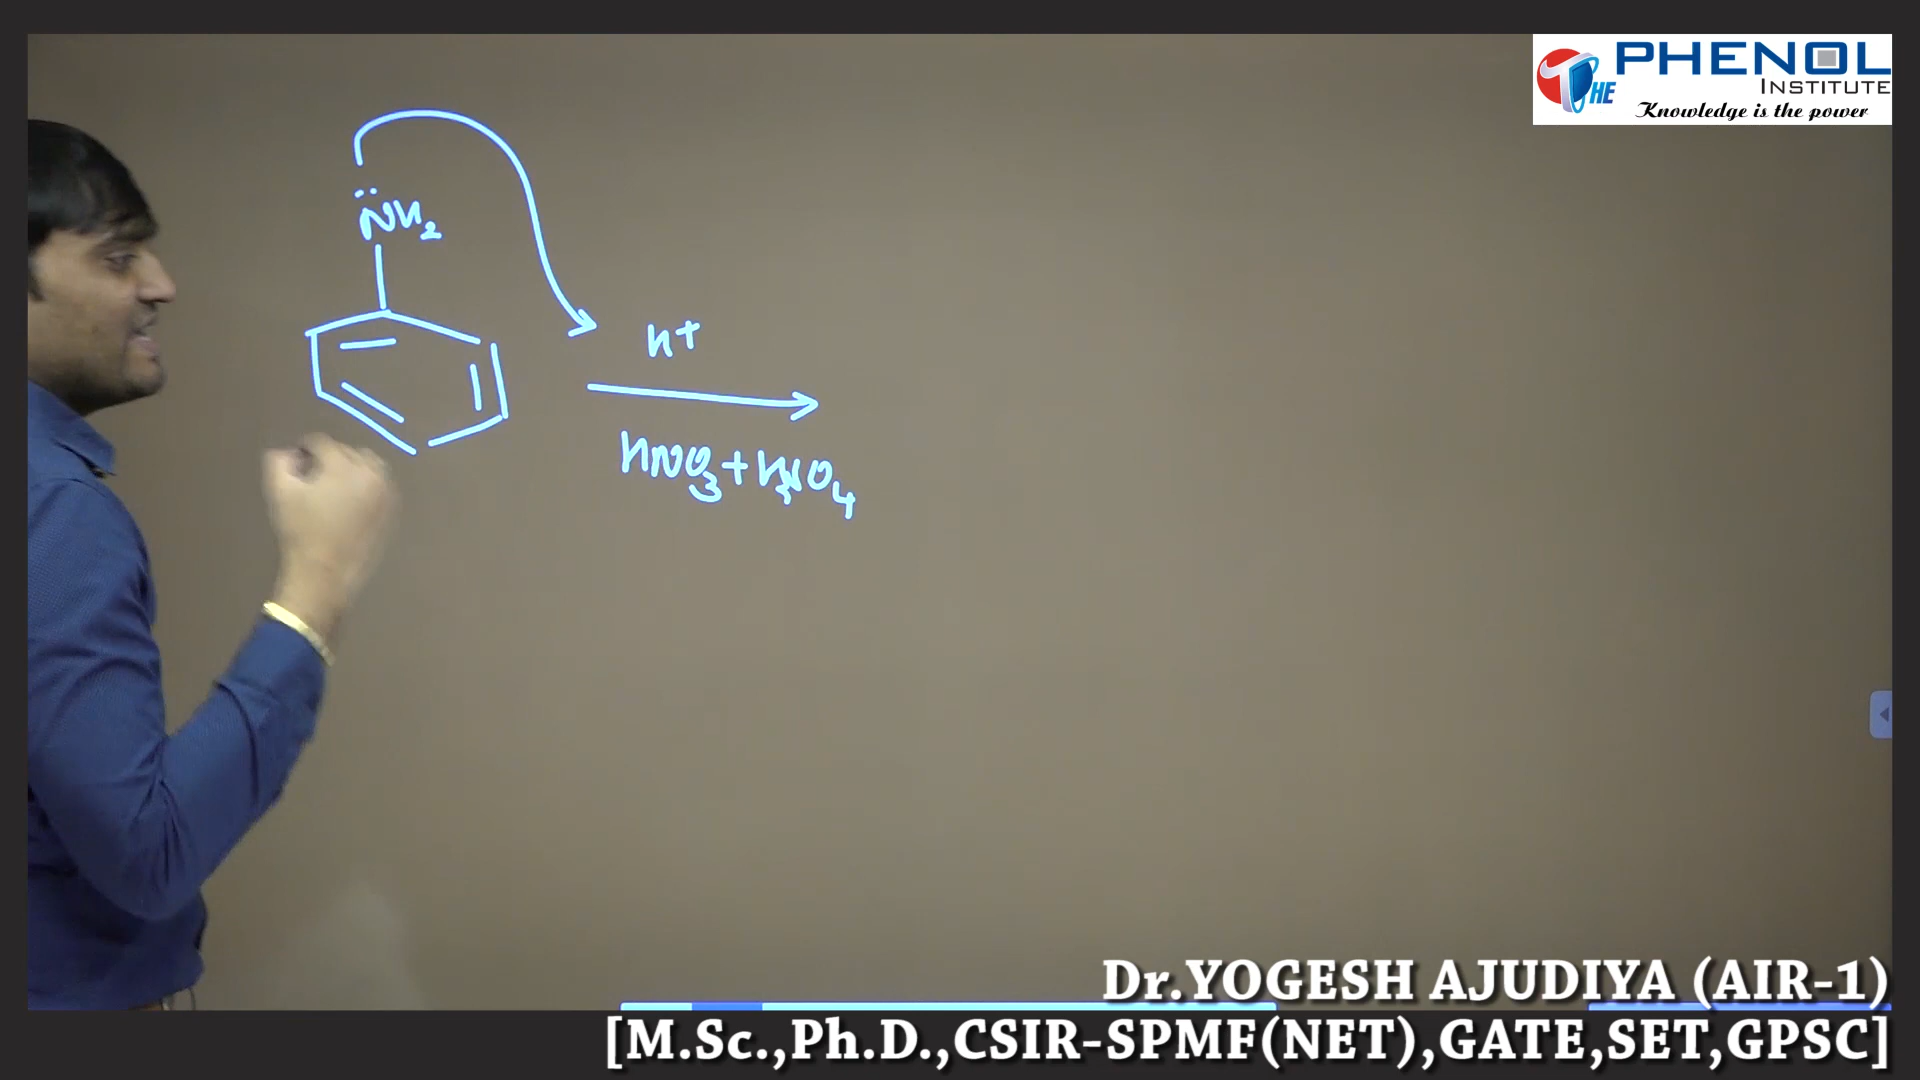 THE PHENOL
INSTITUTE
Knowledge is the power
N̈H2
H+
HNO3+H2SO4
Dr.YOGESH AJUDIYA (AIR-1)
[M.Sc.,Ph.D.,CSIR-SPMF(NET),GATE,SET,GPSC]